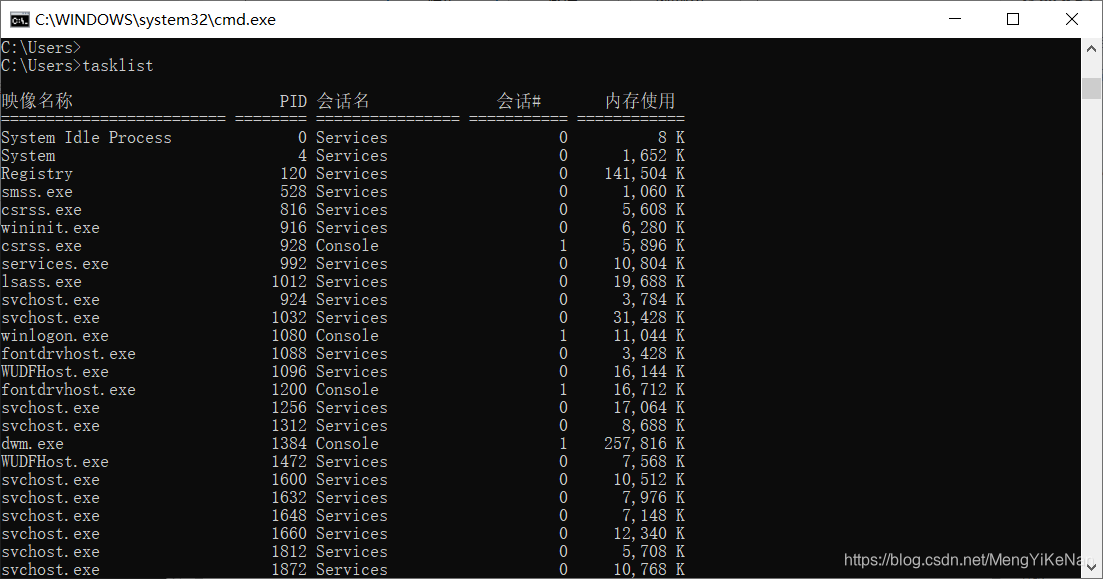 C:\WINDOWS\system32\cmd.exe
C:\Users>
C:\Users>tasklist
映像名称                       PID 会话名              会话#       内存使用
========================= ======== ================ =========== ============
System Idle Process              0 Services                   0          8 K
System                           4 Services                   0      1,652 K
Registry                       120 Services                   0    141,504 K
smss.exe                       528 Services                   0      1,060 K
csrss.exe                      816 Services                   0      5,608 K
wininit.exe                    916 Services                   0      6,280 K
csrss.exe                      928 Console                    1      5,896 K
services.exe                   992 Services                   0     10,804 K
lsass.exe                     1012 Services                   0     19,688 K
svchost.exe                    924 Services                   0      3,784 K
svchost.exe                   1032 Services                   0     31,428 K
winlogon.exe                  1080 Console                    1     11,044 K
fontdrvhost.exe               1088 Services                   0      3,428 K
WUDFHost.exe                  1096 Services                   0     16,144 K
fontdrvhost.exe               1200 Console                    1     16,712 K
svchost.exe                   1256 Services                   0     17,064 K
svchost.exe                   1312 Services                   0      8,688 K
dwm.exe                       1384 Console                    1    257,816 K
WUDFHost.exe                  1472 Services                   0      7,568 K
svchost.exe                   1600 Services                   0     10,512 K
svchost.exe                   1632 Services                   0      7,976 K
svchost.exe                   1648 Services                   0      7,148 K
svchost.exe                   1660 Services                   0     12,340 K
svchost.exe                   1812 Services                   0      5,708 K
svchost.exe                   1872 Services                   0     10,768 K
https://blog.csdn.net/MengYiKeNan